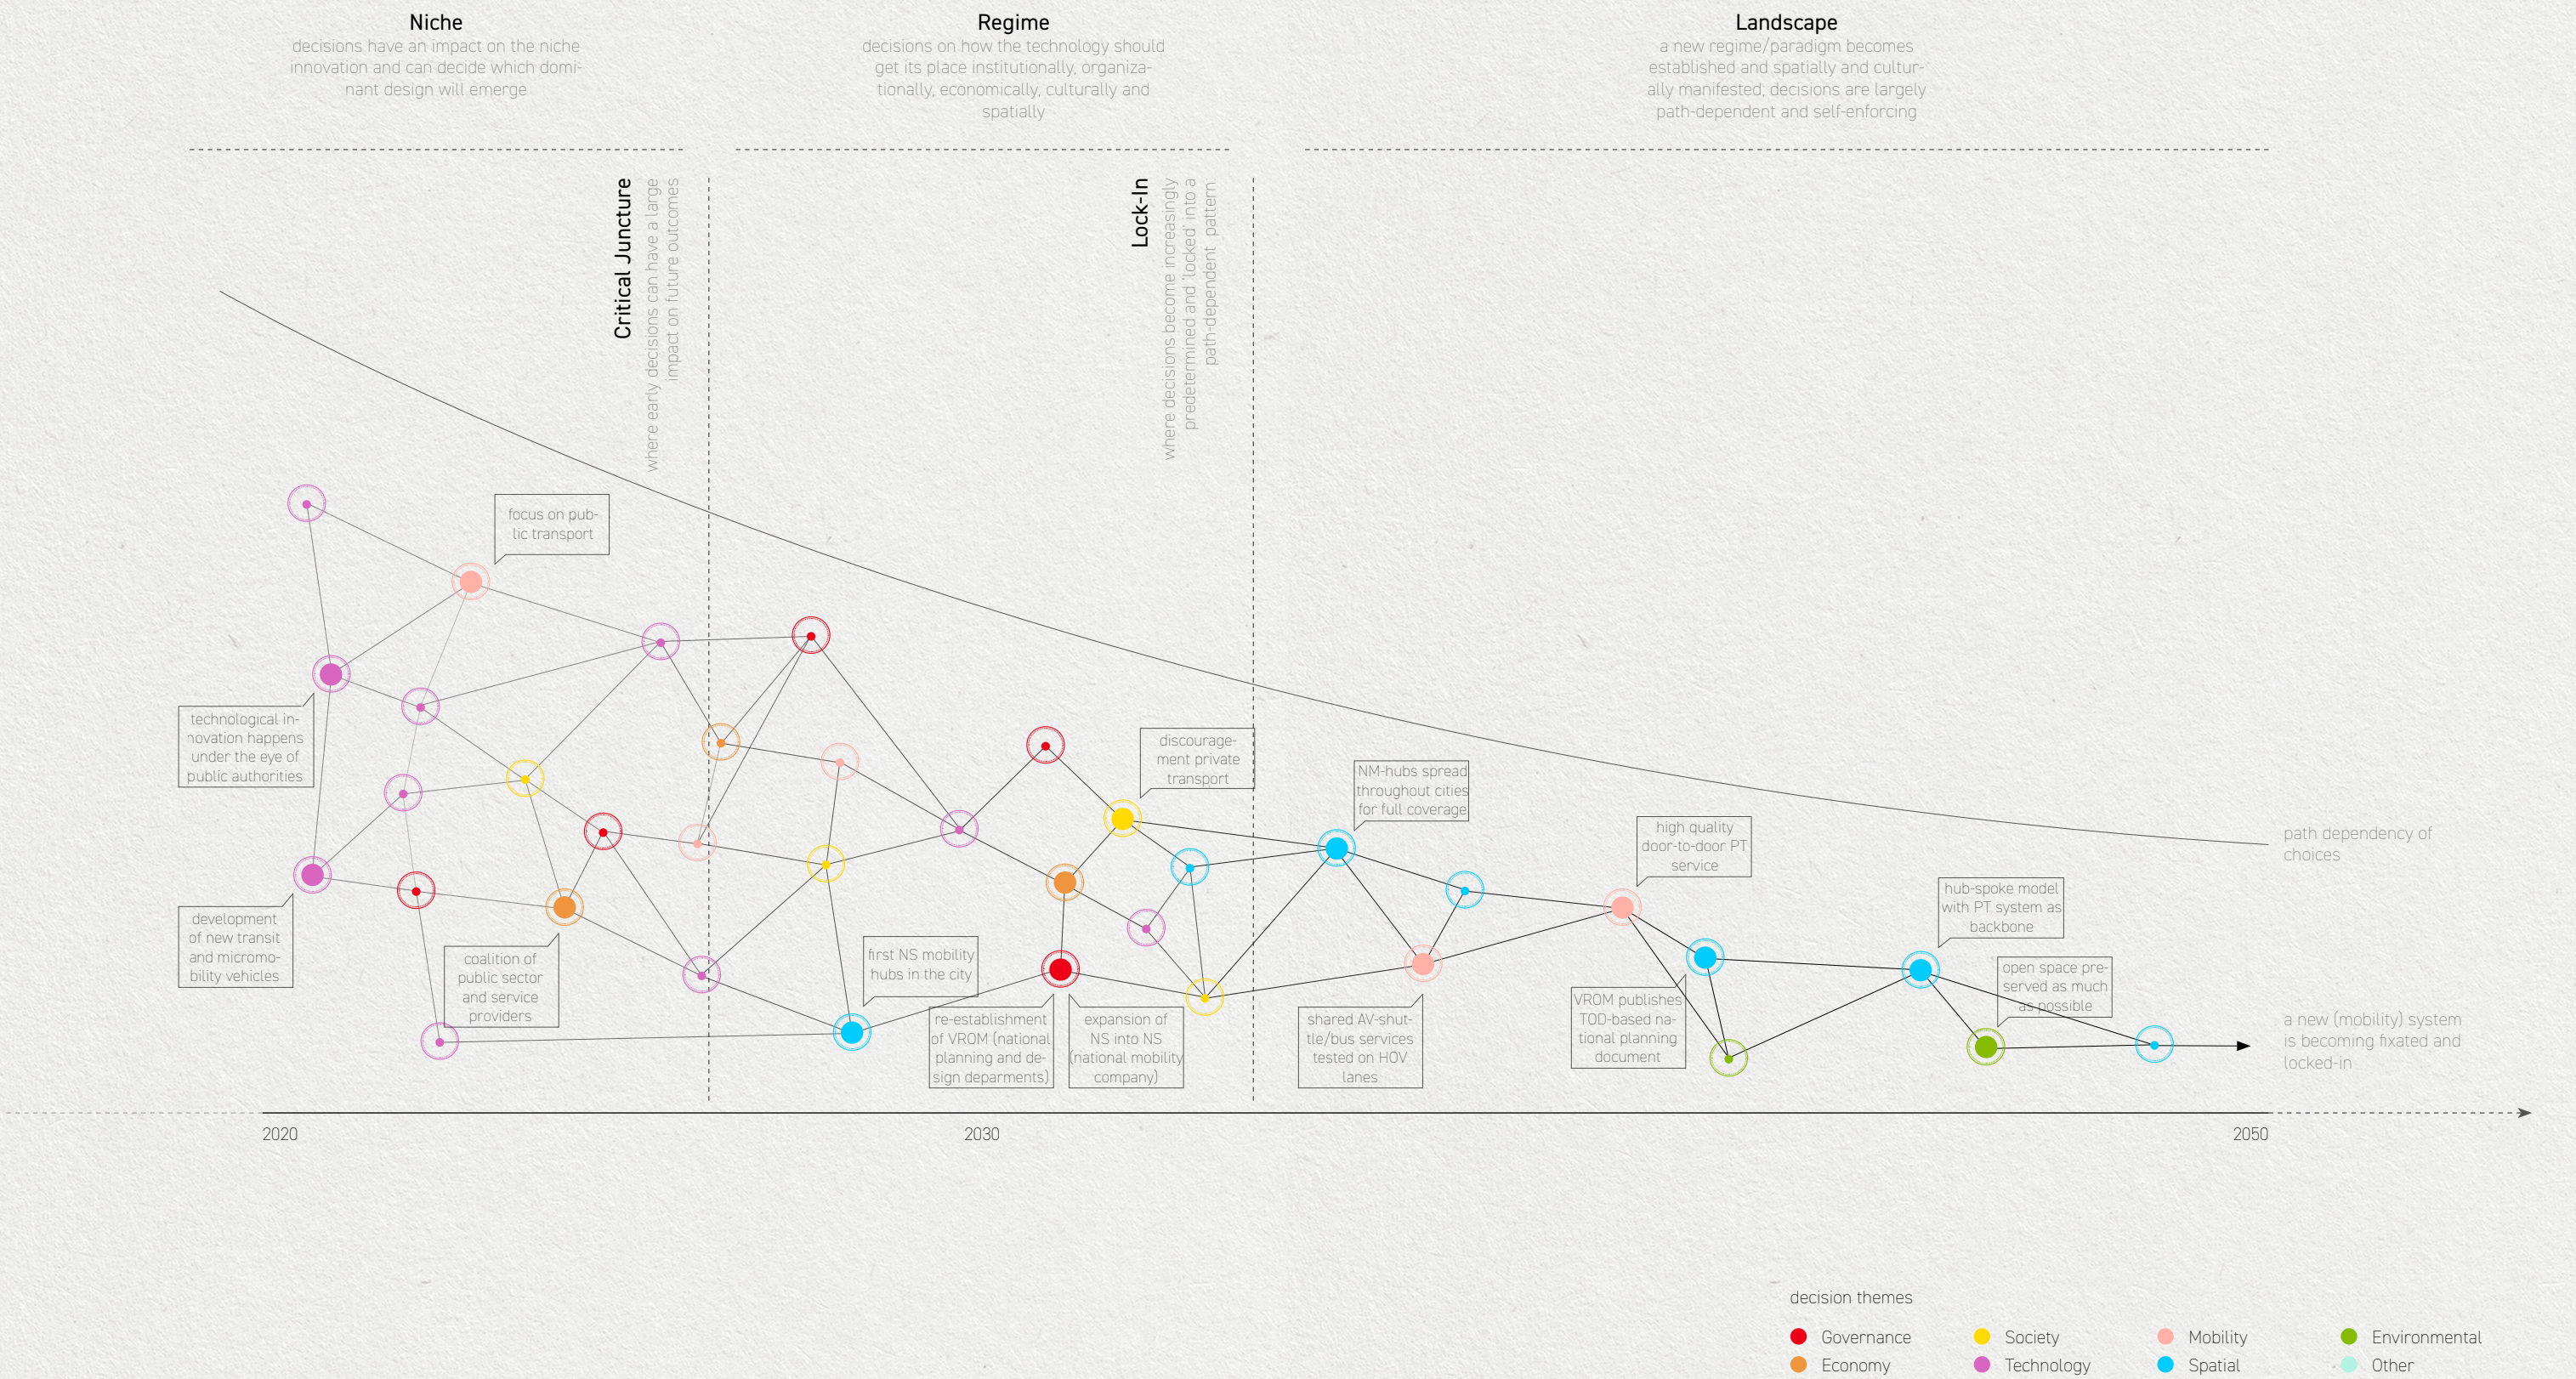 Niche
decisions have an impact on the niche
innovation and can decide which domi-
nant design will emerge
Regime
decisions on how the technology should
get its place institutionally, organiza-
tionally, economically, culturally and
spatially
Landscape
a new regime/paradigm becomes
established and spatially and cultur-
ally manifested; decisions are largely
path-dependent and self-enforcing
Critical Juncture
where early decisions can have a large
impact on future outcomes
Lock-In
where decisions become increasingly
predetermined and 'locked' into a
path-dependent pattern.
focus on pub-
lic transport
technological in-
novation happens
under the eye of
public authorities
development
of new transit
and micromo-
bility vehicles
coalition of
public sector
and service
providers
first NS mobility
hubs in the city
re-establishment
of VROM (national
planning and de-
sign deparments)
expansion of
NS into NS
(national mobility
company)
discourage-
ment private
transport
NM-hubs spread
throughout cities
for full coverage
shared AV-shut-
tle/bus services
tested on HOV
lanes
high quality
door-to-door PT
service
VROM publishes
TOD-based na-
tional planning
document
hub-spoke model
with PT system as
backbone
open space pre-
served as much
as possible
path dependency of
choices
a new (mobility) system
is becoming fixated and
locked-in
2020
2030
2050
decision themes
Governance
Society
Mobility
Environmental
Economy
Technology
Spatial
Other